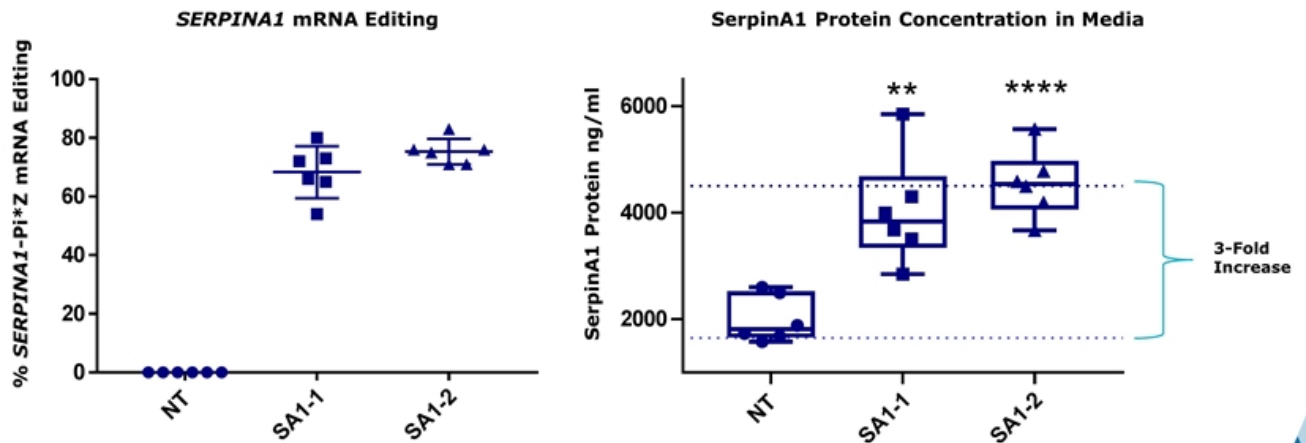 SERPINA1 mRNA Editing
% SERPINA1-Pi*Z mRNA Editing
100
80
60
40
20
0
NT
SA1-1
SA1-2
SerpinA1 Protein Concentration in Media
SerpinA1 Protein ng/ml
6000
4000
2000
**
****
NT
SA1-1
SA1-2
3-Fold
Increase